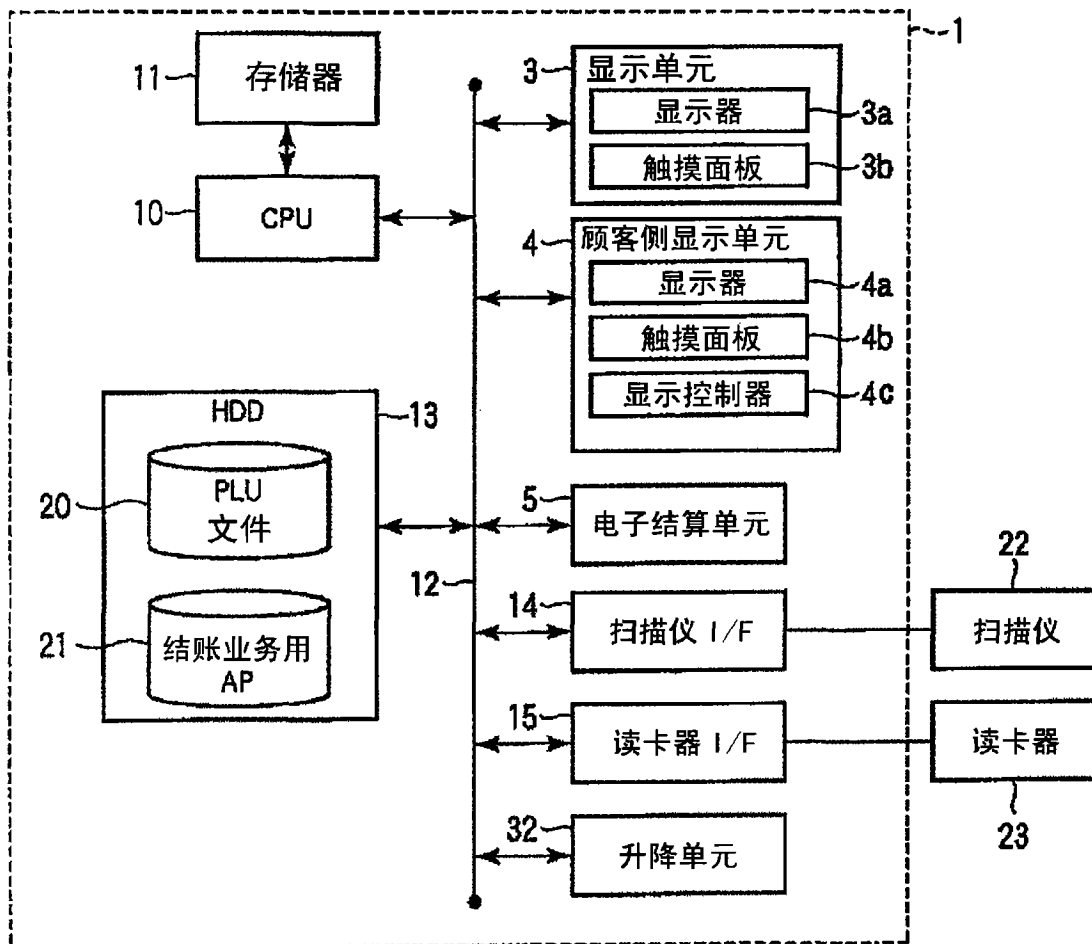 1
11
存储器
10
CPU
3
显示单元
显示器
3a
触摸面板
3b
4
顾客侧显示单元
显示器
4a
触摸面板
4b
显示控制器
4c
HDD
13
20
PLU
文件
21
结账业务用
AP
12
5
电子结算单元
14
扫描仪 I/F
22
扫描仪
15
读卡器 I/F
读卡器
23
32
升降单元